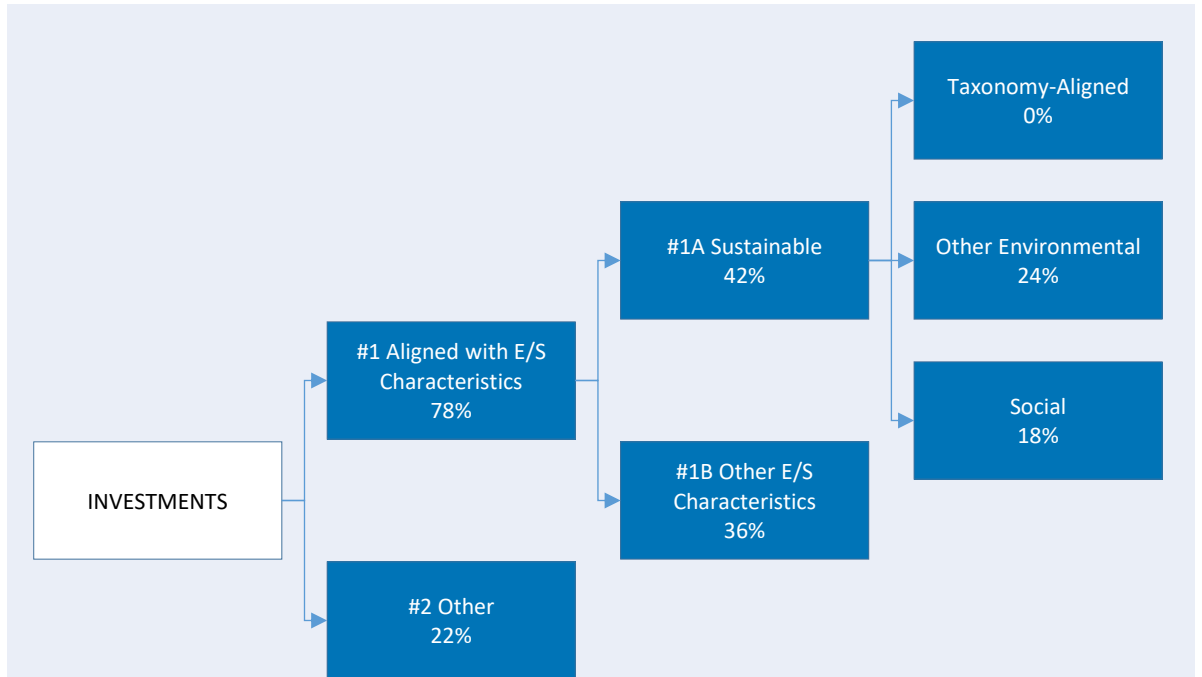 INVESTMENTS
#1 Aligned with E/S
Characteristics
78%
#2 Other
22%
#1A Sustainable
42%
#1B Other E/S
Characteristics
36%
Taxonomy-Aligned
0%
Other Environmental
24%
Social
18%